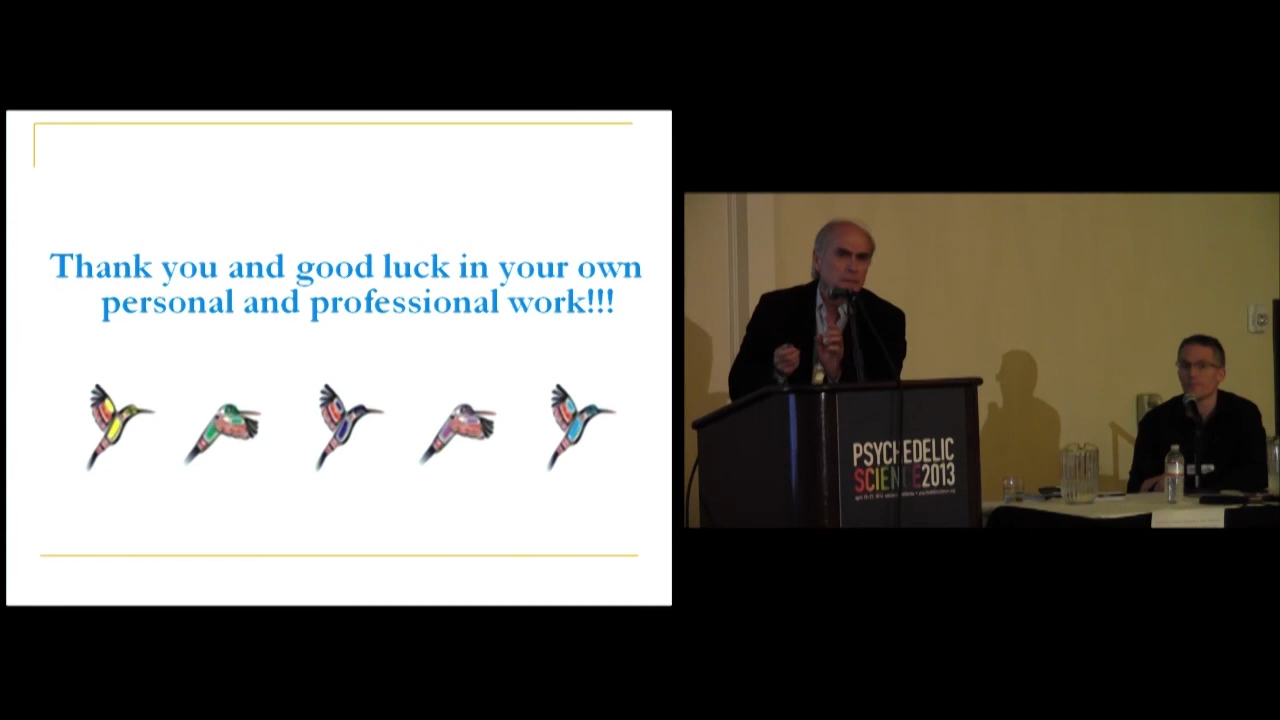 Thank you and good luck in your own
personal and professional work!!!
PSYCHEDELIC
SCIENCE2013